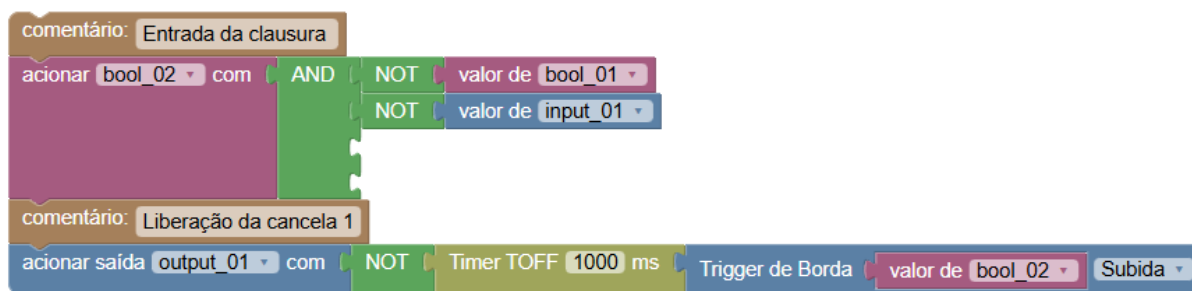 comentário: Entrada da clausura
acionar bool_02 com AND NOT valor de bool_01
NOT valor de input_01
comentário: Liberação da cancela 1
acionar saída output_01 com NOT Timer TOFF 1000 ms Trigger de Borda valor de bool_02 Subida